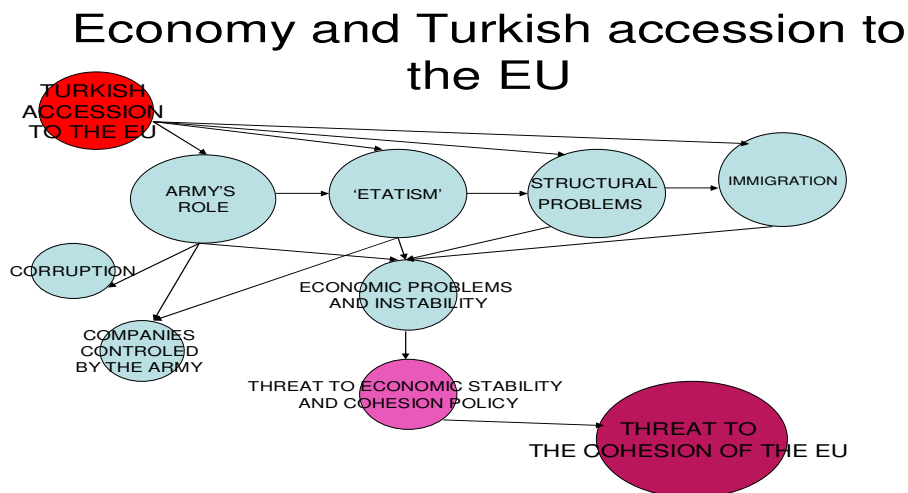 Economy and Turkish accession to
the EU
TURKISH
ACCESSION
TO THE EU
ARMY'S
ROLE
‘ETATISM’
STRUCTURAL
PROBLEMS
IMMIGRATION
CORRUPTION
ECONOMIC PROBLEMS
AND INSTABILITY
COMPANIES
CONTROLED
BY THE ARMY
THREAT TO ECONOMIC STABILITY
AND COHESION POLICY
THREAT TO
THE COHESION OF THE EU